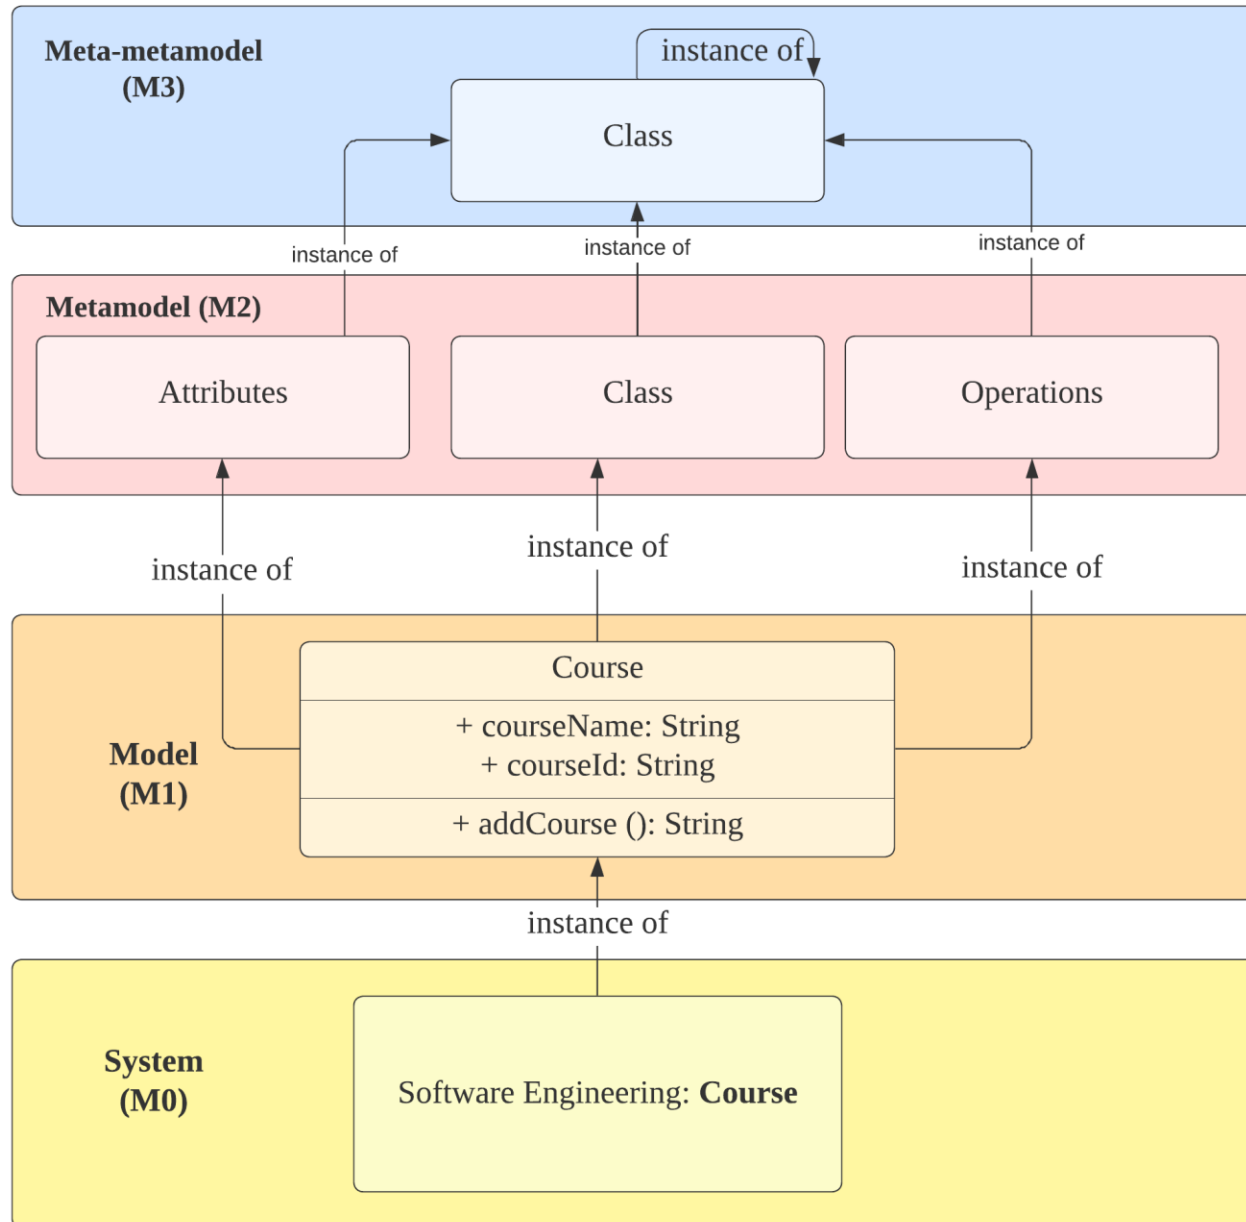 Meta-metamodel
(M3)
instance of
Class
instance of
instance of
instance of
Metamodel (M2)
Attributes
Class
Operations
instance of
instance of
instance of
Course
+ courseName: String
+ courseId: String
+ addCourse (): String
Model
(M1)
instance of
System
(M0)
Software Engineering: Course